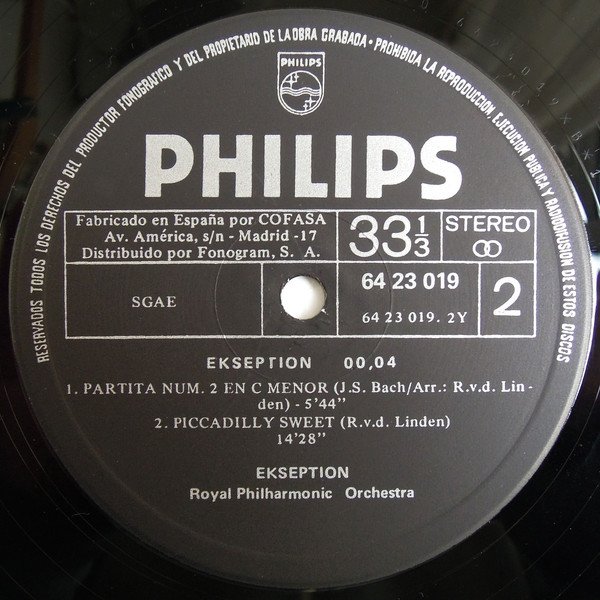 RESERVADOS TODOS LOS DERECHOS DEL PRODUCTOR FONOGRAFICO Y DEL PROPIETARIO DE LA OBRA GRABADA · PROHIBIDA LA REPRODUCCION EJECUCION PUBLICA Y RADIODIFUSION DE ESTOS DISCOS
PHILIPS
PHILIPS
Fabricado en España por COFASA
Av. América, s/n - Madrid -17
Distribuido por Fonogram, S. A.
33 1/3
STEREO
SGAE
64 23 019
64 23 019. 2Y
2
EKSEPTION 00,04
1. PARTITA NUM. 2 EN C MENOR (J.S. Bach/Arr.: R.v.d. Lin-
den) - 5'44"
2. PICCADILLY SWEET (R.v.d. Linden)
14'28"
EKSEPTION
Royal Philharmonic Orchestra